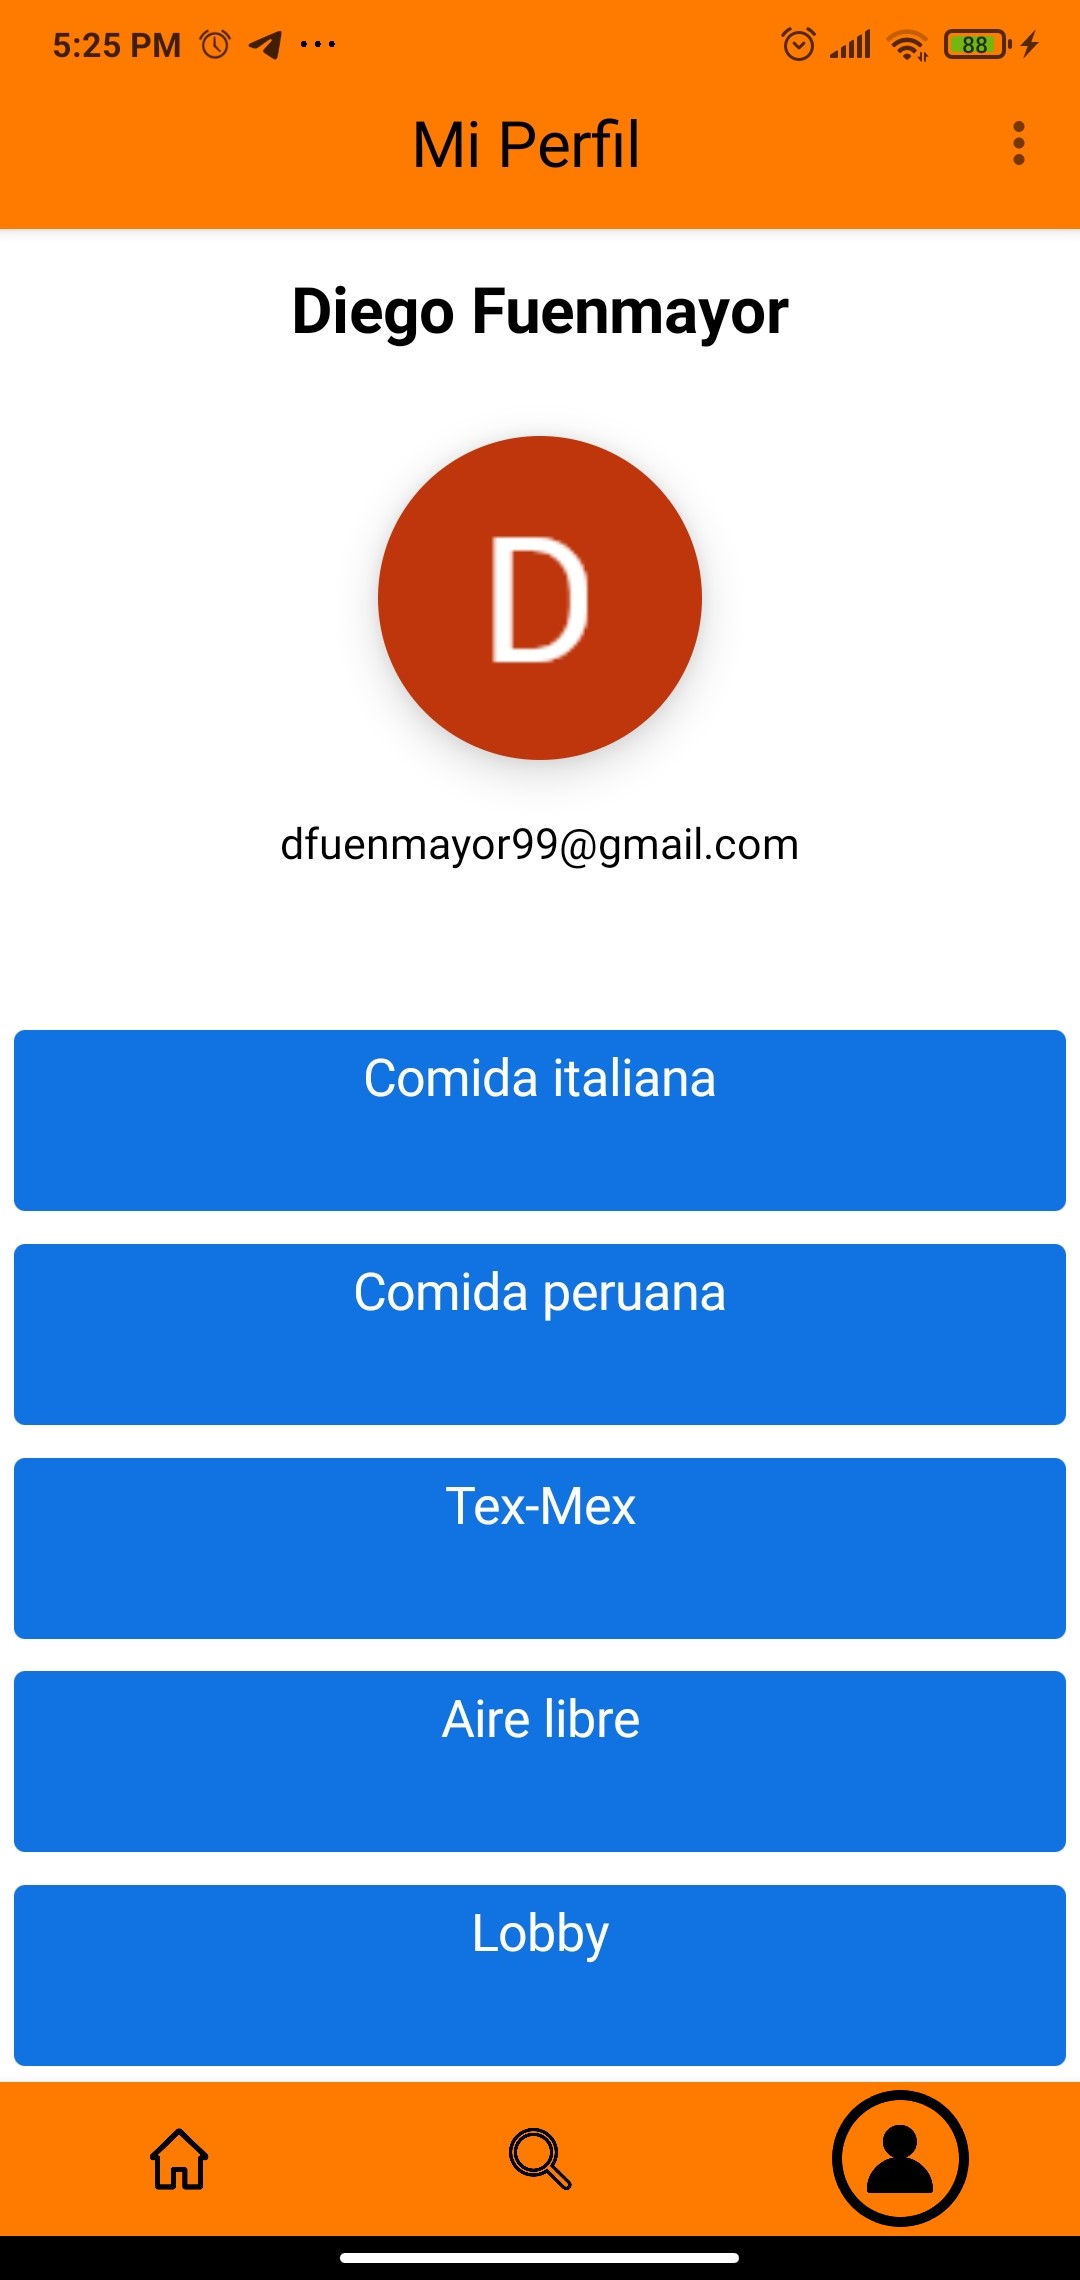 5:25 PM
88
Mi Perfil
Diego Fuenmayor
D
dfuenmayor99@gmail.com
Comida italiana
Comida peruana
Tex-Mex
Aire libre
Lobby